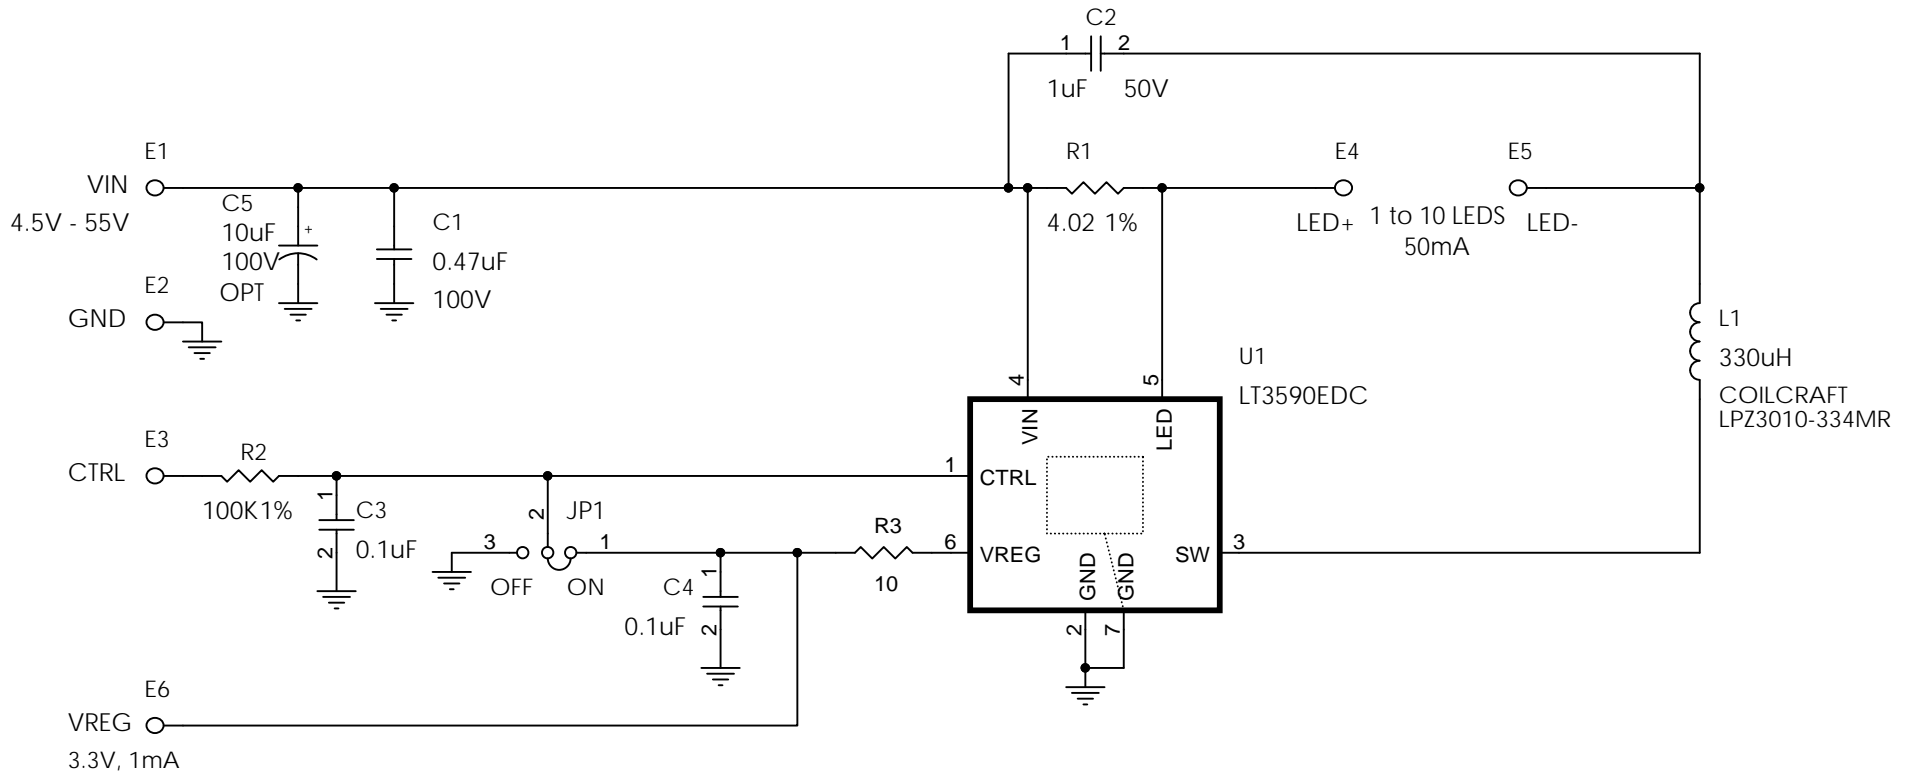 C2
1 2
1uF 50V
E1
VIN
4.5V - 55V
C5
10uF +
100V
OPT
C1
0.47uF
100V
E2
GND
R1
4.02 1%
E4
LED+
1 to 10 LEDS
50mA
E5
LED-
L1
330uH
COILCRAFT
LPZ3010-334MR
U1
LT3590EDC
4
5
VIN
LED
E3
CTRL
R2
100K1%
1
C3
0.1uF
2
2
JP1
3
1
OFF
ON
R3
10
1
CTRL
6
VREG
GND
GND
SW
3
2
7
1
C4
0.1uF
2
E6
VREG
3.3V, 1mA